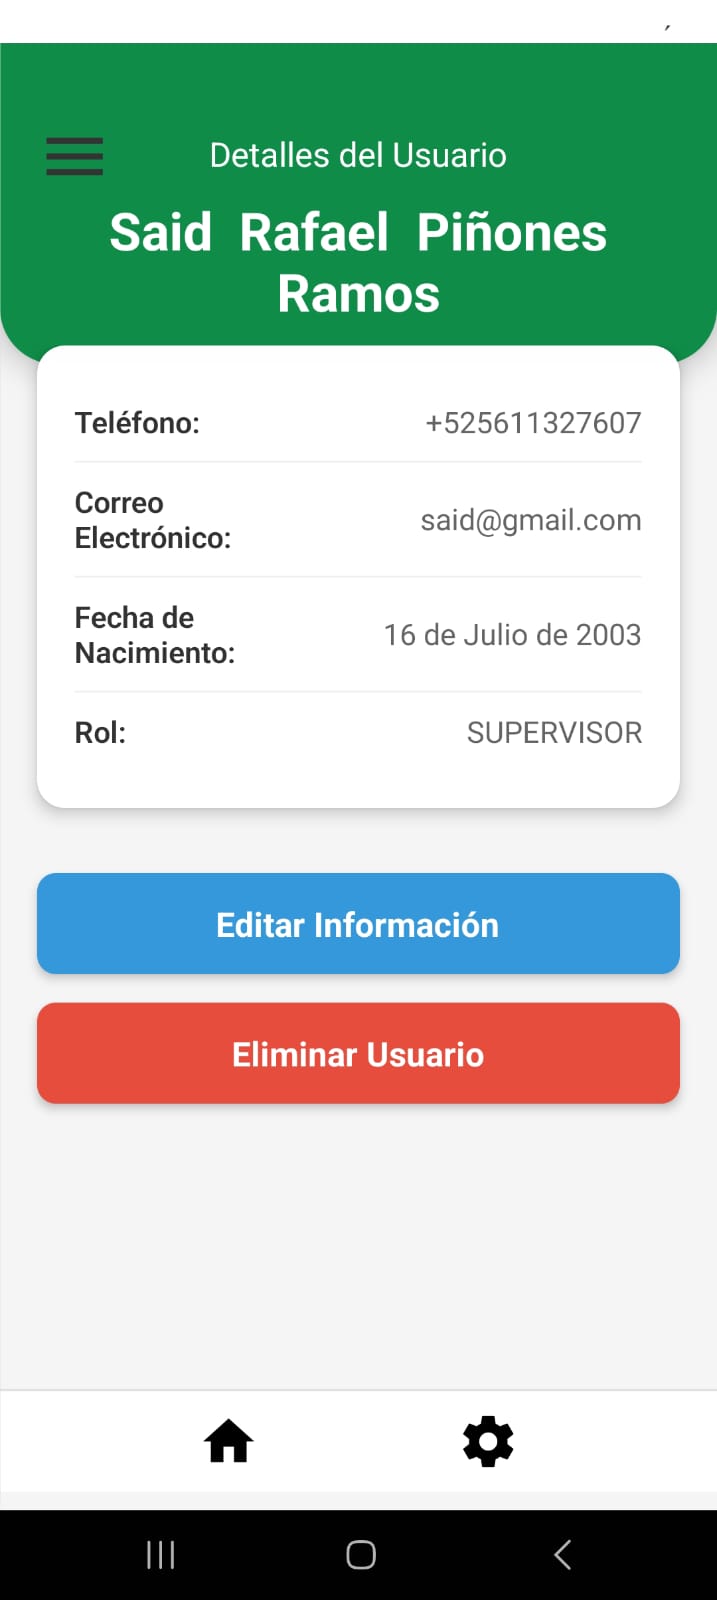 Detalles del Usuario
Said Rafael Piñones
Ramos
Teléfono:
+525611327607
Correo
Electrónico:
said@gmail.com
Fecha de
Nacimiento:
16 de Julio de 2003
Rol:
SUPERVISOR
Editar Información
Eliminar Usuario